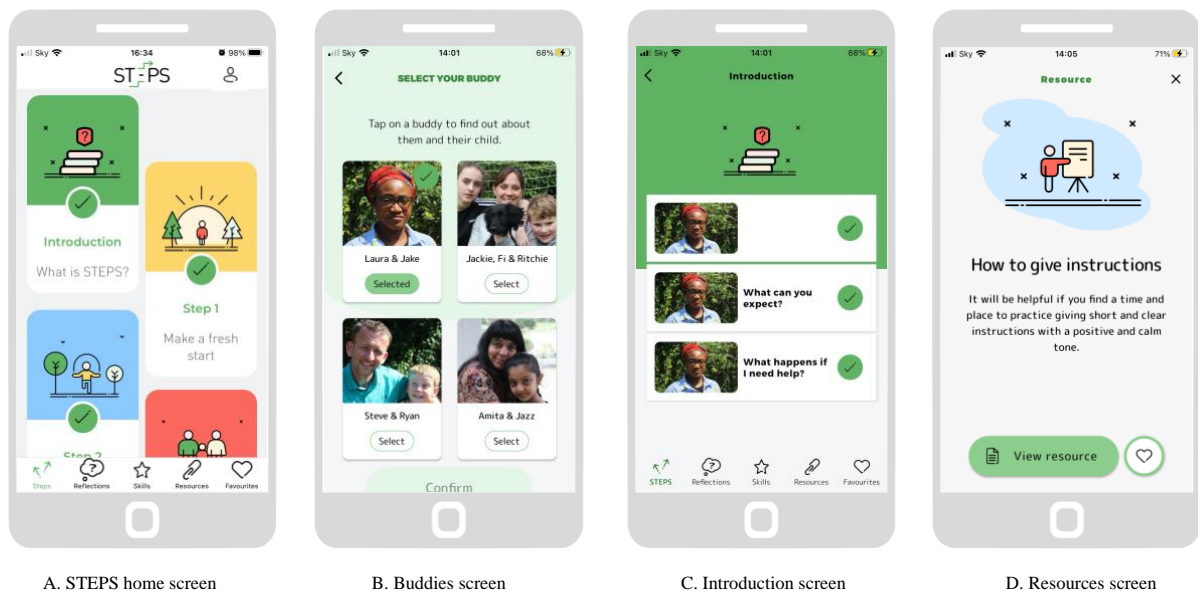 Sky 16:34 98%
STEPS
Introduction
What is STEPS?
Step 1
Make a fresh
start
Step 2
Steps Reflections Skills Resources Favourites
Sky 14:01 68%
SELECT YOUR BUDDY
Tap on a buddy to find out about
them and their child.
Laura & Jake Jackie, Fi & Ritchie
Selected Select
Steve & Ryan Amita & Jazz
Select Select
Confirm
Sky 14:01 68%
Introduction
What can you
expect?
What happens if
I need help?
STEPS Reflections Skills Resources Favourites
Sky 14:05 71%
Resource
How to give instructions
It will be helpful if you find a time and
place to practice giving short and clear
instructions with a positive and calm
tone.
View resource
A. STEPS home screen B. Buddies screen C. Introduction screen D. Resources screen